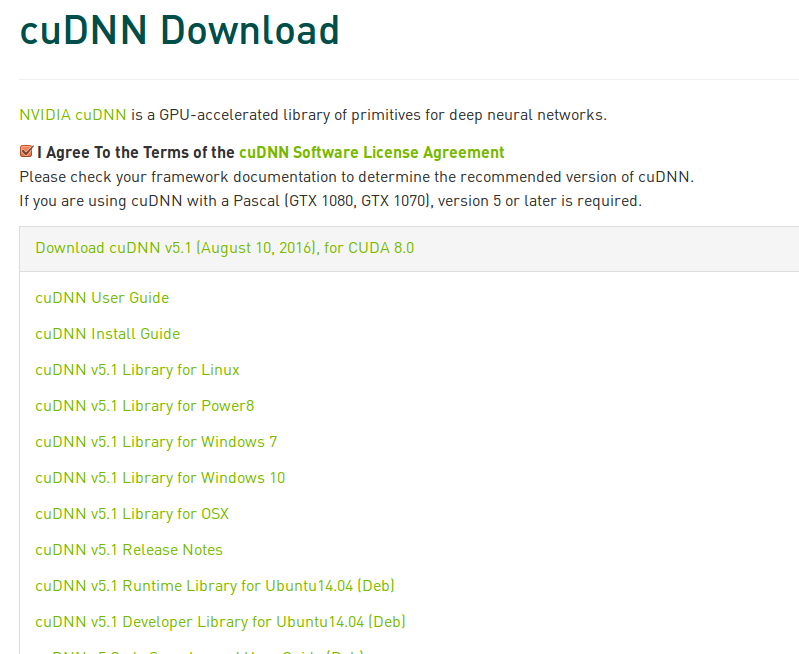 cuDNN Download
NVIDIA cuDNN is a GPU-accelerated library of primitives for deep neural networks.
I Agree To the Terms of the cuDNN Software License Agreement
Please check your framework documentation to determine the recommended version of cuDNN.
If you are using cuDNN with a Pascal (GTX 1080, GTX 1070), version 5 or later is required.
Download cuDNN v5.1 (August 10, 2016), for CUDA 8.0
cuDNN User Guide
cuDNN Install Guide
cuDNN v5.1 Library for Linux
cuDNN v5.1 Library for Power8
cuDNN v5.1 Library for Windows 7
cuDNN v5.1 Library for Windows 10
cuDNN v5.1 Library for OSX
cuDNN v5.1 Release Notes
cuDNN v5.1 Runtime Library for Ubuntu14.04 (Deb)
cuDNN v5.1 Developer Library for Ubuntu14.04 (Deb)